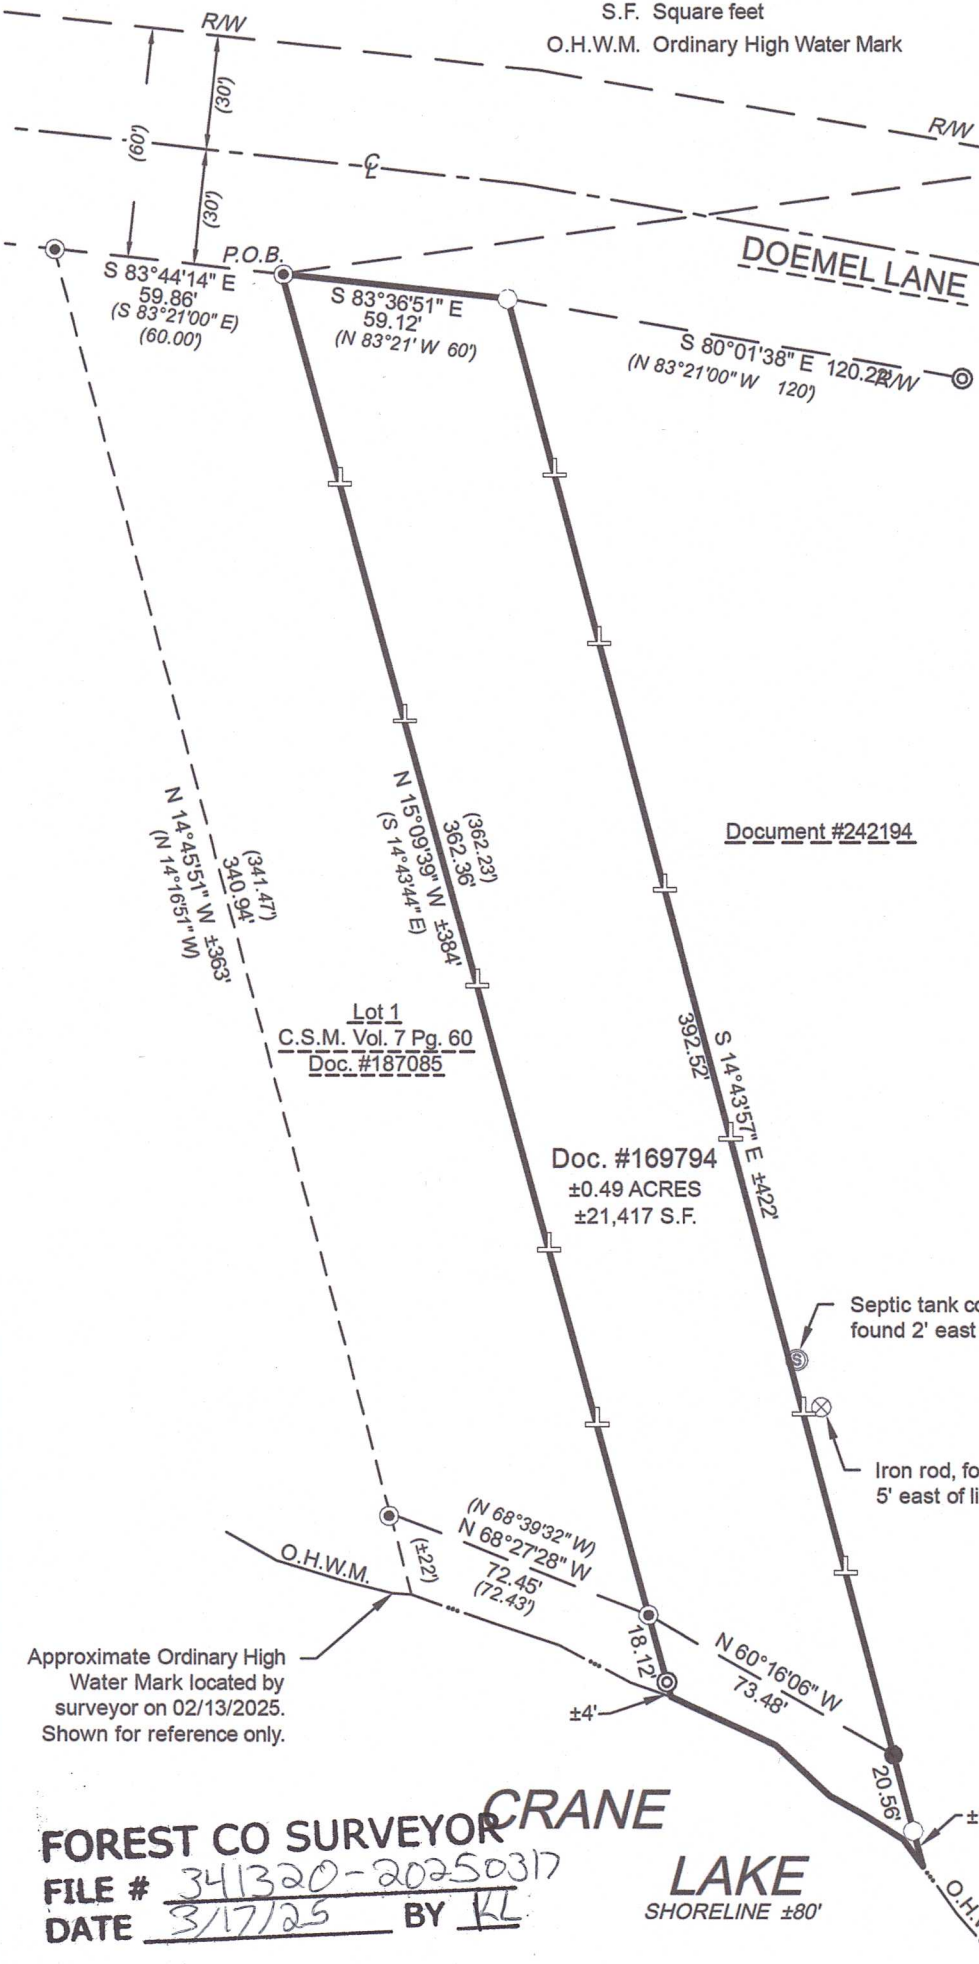 S.F. Square feet
O.H.W.M. Ordinary High Water Mark
R/W
(30')
(60')
R/W
CL
(30')
P.O.B.
DOEMEL LANE
S 83°44'14" E
59.86'
(S 83°21'00" E)
(60.00')
S 83°36'51" E
59.12'
(N 83°21' W 60')
S 80°01'38" E 120.22'
R/W
(N 83°21'00" W 120')
(341.47')
340.94'
N 14°45'51" W ±363'
(N 14°16'51" W)
(362.23')
362.36'
N 15°09'39" W ±384'
(S 14°43'44" E)
Document #242194
Lot 1
C.S.M. Vol. 7 Pg. 60
Doc. #187085
S 14°43'57" E ±422'
392.52'
Doc. #169794
±0.49 ACRES
±21,417 S.F.
Septic tank
found 2' east
S
Iron rod,
5' east of
(N 68°39'32" W)
N 68°27'28" W
72.45'
(72.43')
O.H.W.M.
(±22')
18.12'
N 60°16'06" W
73.48'
Approximate Ordinary High
Water Mark located by
surveyor on 02/13/2025.
Shown for reference only.
±4'
20.56'
±
CRANE
LAKE
SHORELINE ±80'
FOREST CO SURVEYOR
FILE # 341320-20250317
DATE 3/17/25 BY KL